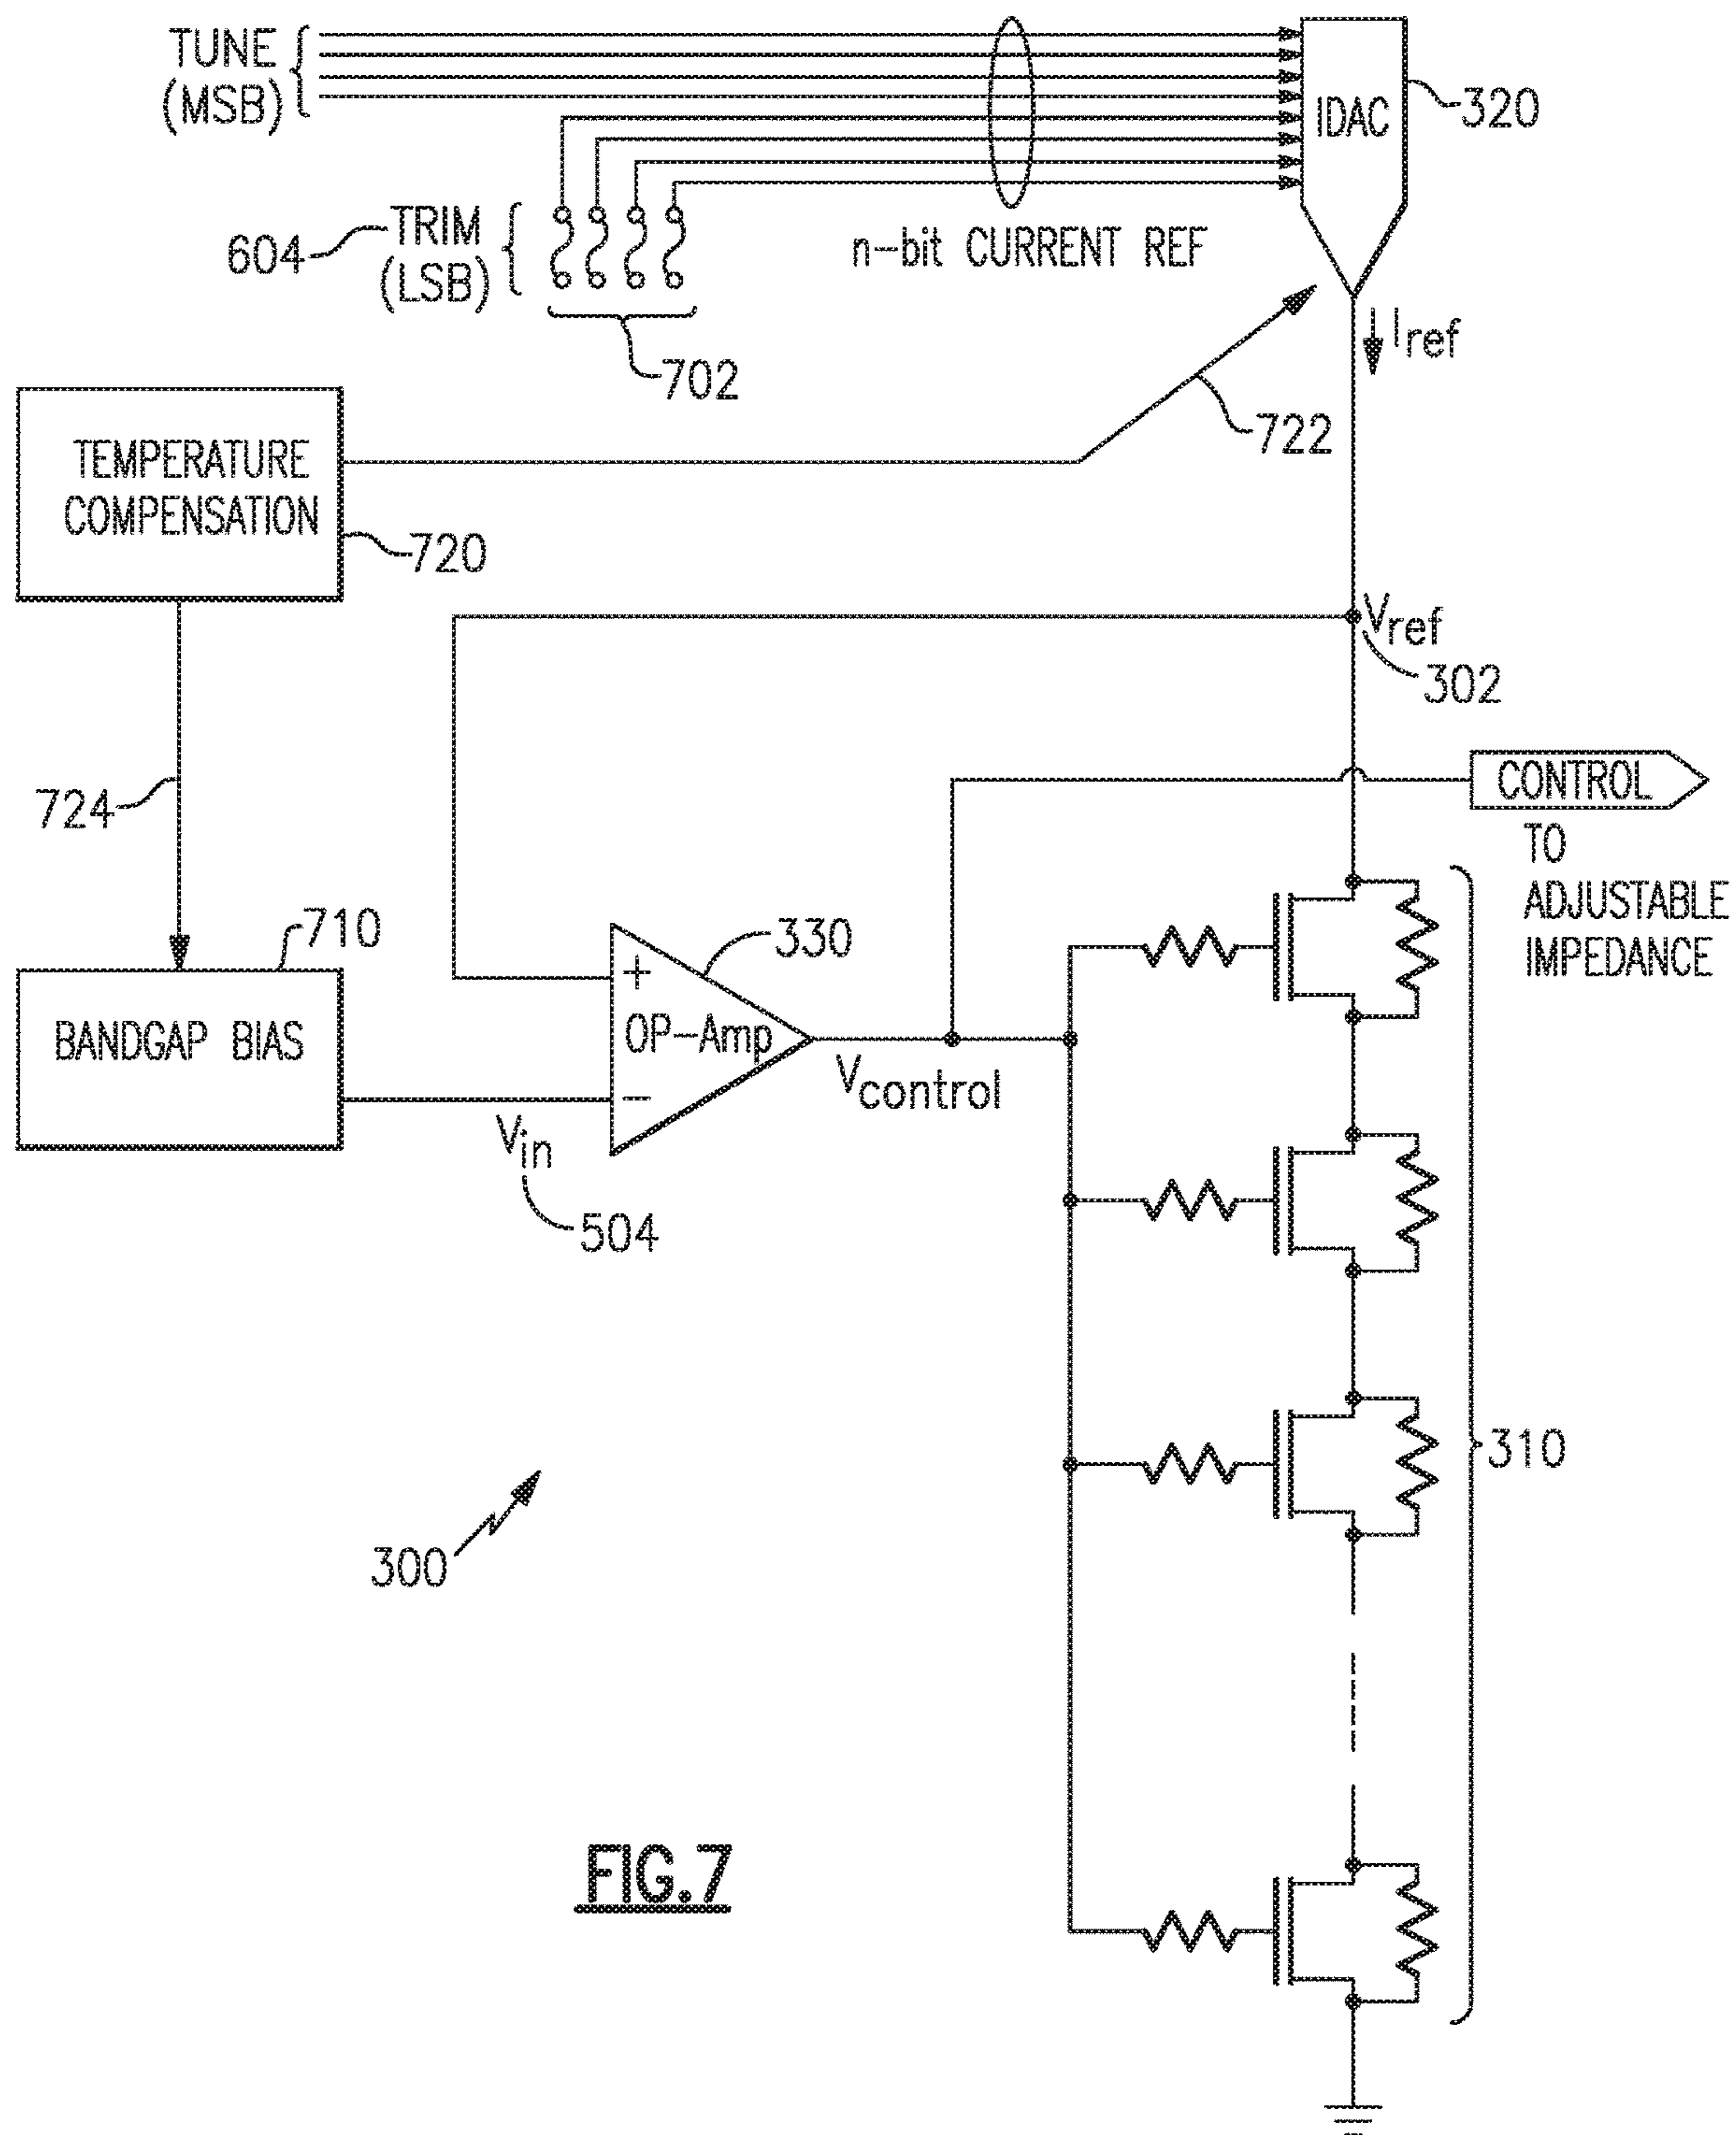 TUNE
(MSB)
IDAC
320
604
TRIM
(LSB)
n-bit CURRENT REF
702
Iref
722
TEMPERATURE
COMPENSATION
720
Vref
302
724
CONTROL
TO
ADJUSTABLE
IMPEDANCE
710
BANDGAP BIAS
330
+
OP-Amp
−
Vcontrol
Vin
504
310
300
FIG.7